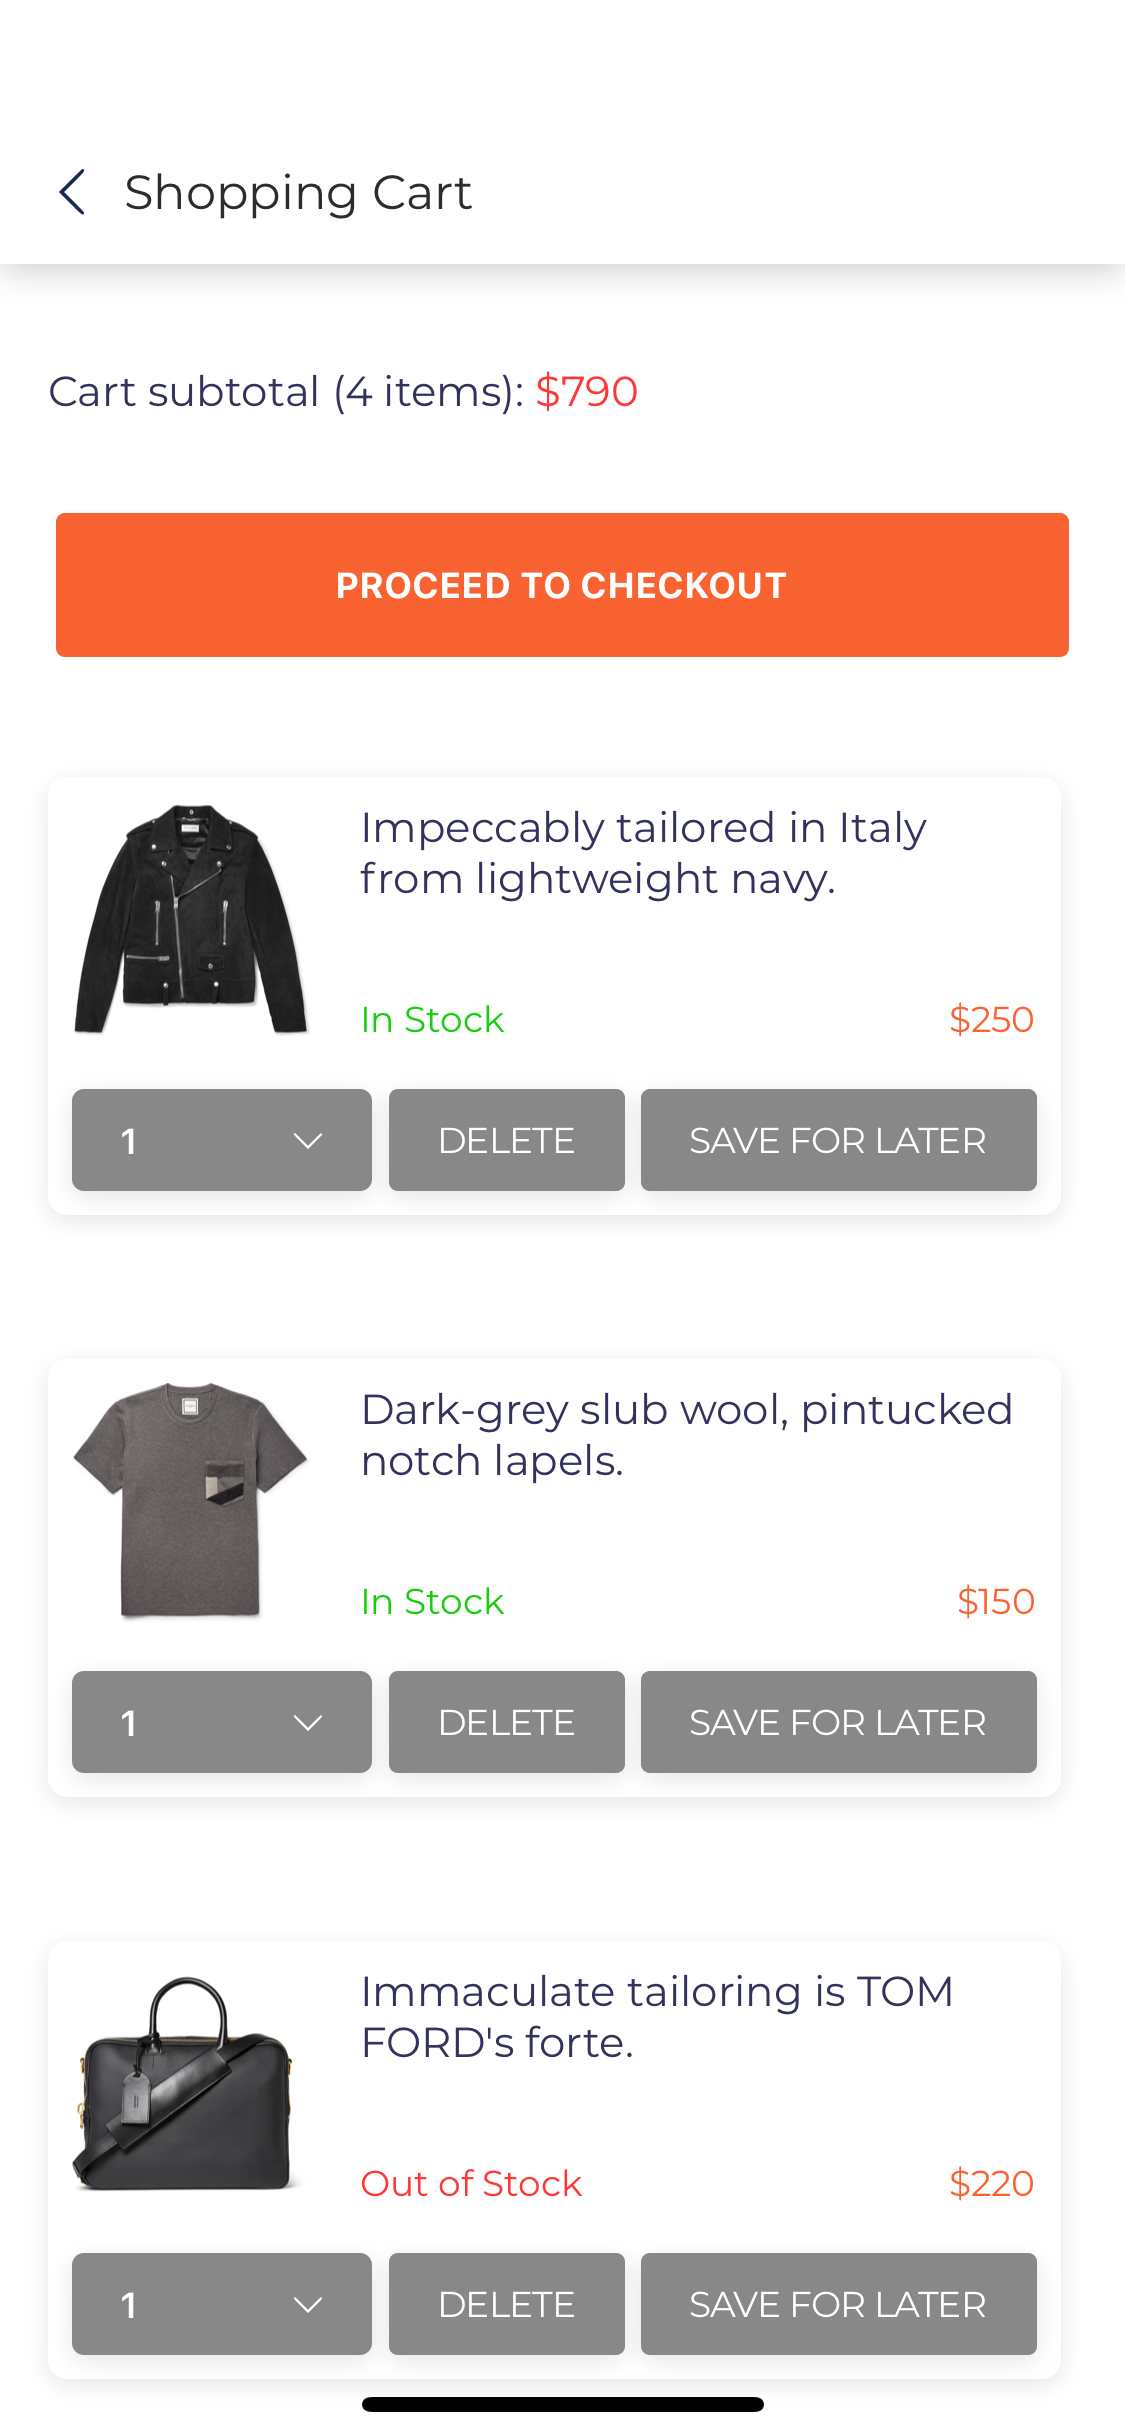 Shopping Cart
Cart subtotal (4 items): $790
PROCEED TO CHECKOUT
Impeccably tailored in Italy
from lightweight navy.
In Stock
$250
1
DELETE
SAVE FOR LATER
Dark-grey slub wool, pintucked
notch lapels.
In Stock
$150
1
DELETE
SAVE FOR LATER
Immaculate tailoring is TOM
FORD's forte.
Out of Stock
$220
1
DELETE
SAVE FOR LATER